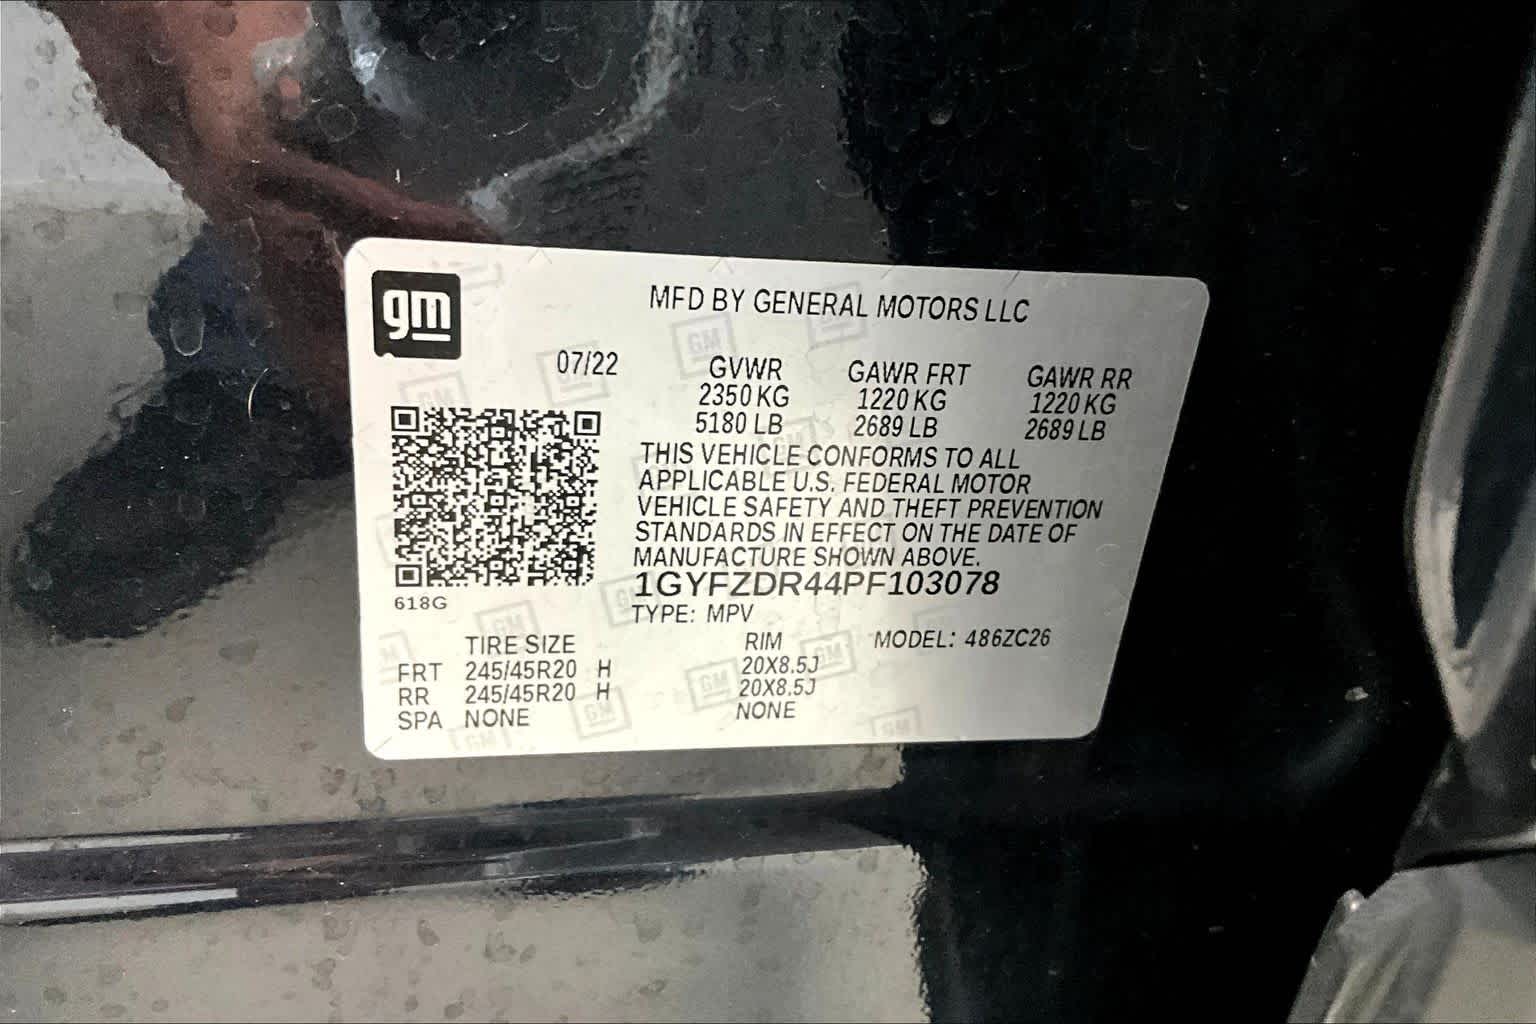 gm
MFD BY GENERAL MOTORS LLC
07/22 GVWR GAWR FRT GAWR RR
2350 KG 1220 KG 1220 KG
5180 LB 2689 LB 2689 LB
THIS VEHICLE CONFORMS TO ALL
APPLICABLE U.S. FEDERAL MOTOR
VEHICLE SAFETY AND THEFT PREVENTION
STANDARDS IN EFFECT ON THE DATE OF
MANUFACTURE SHOWN ABOVE.
1GYFZDR44PF103078
618G
TYPE: MPV
TIRE SIZE RIM MODEL: 486ZC26
FRT 245/45R20 H 20X8.5J
RR 245/45R20 H 20X8.5J
SPA NONE NONE